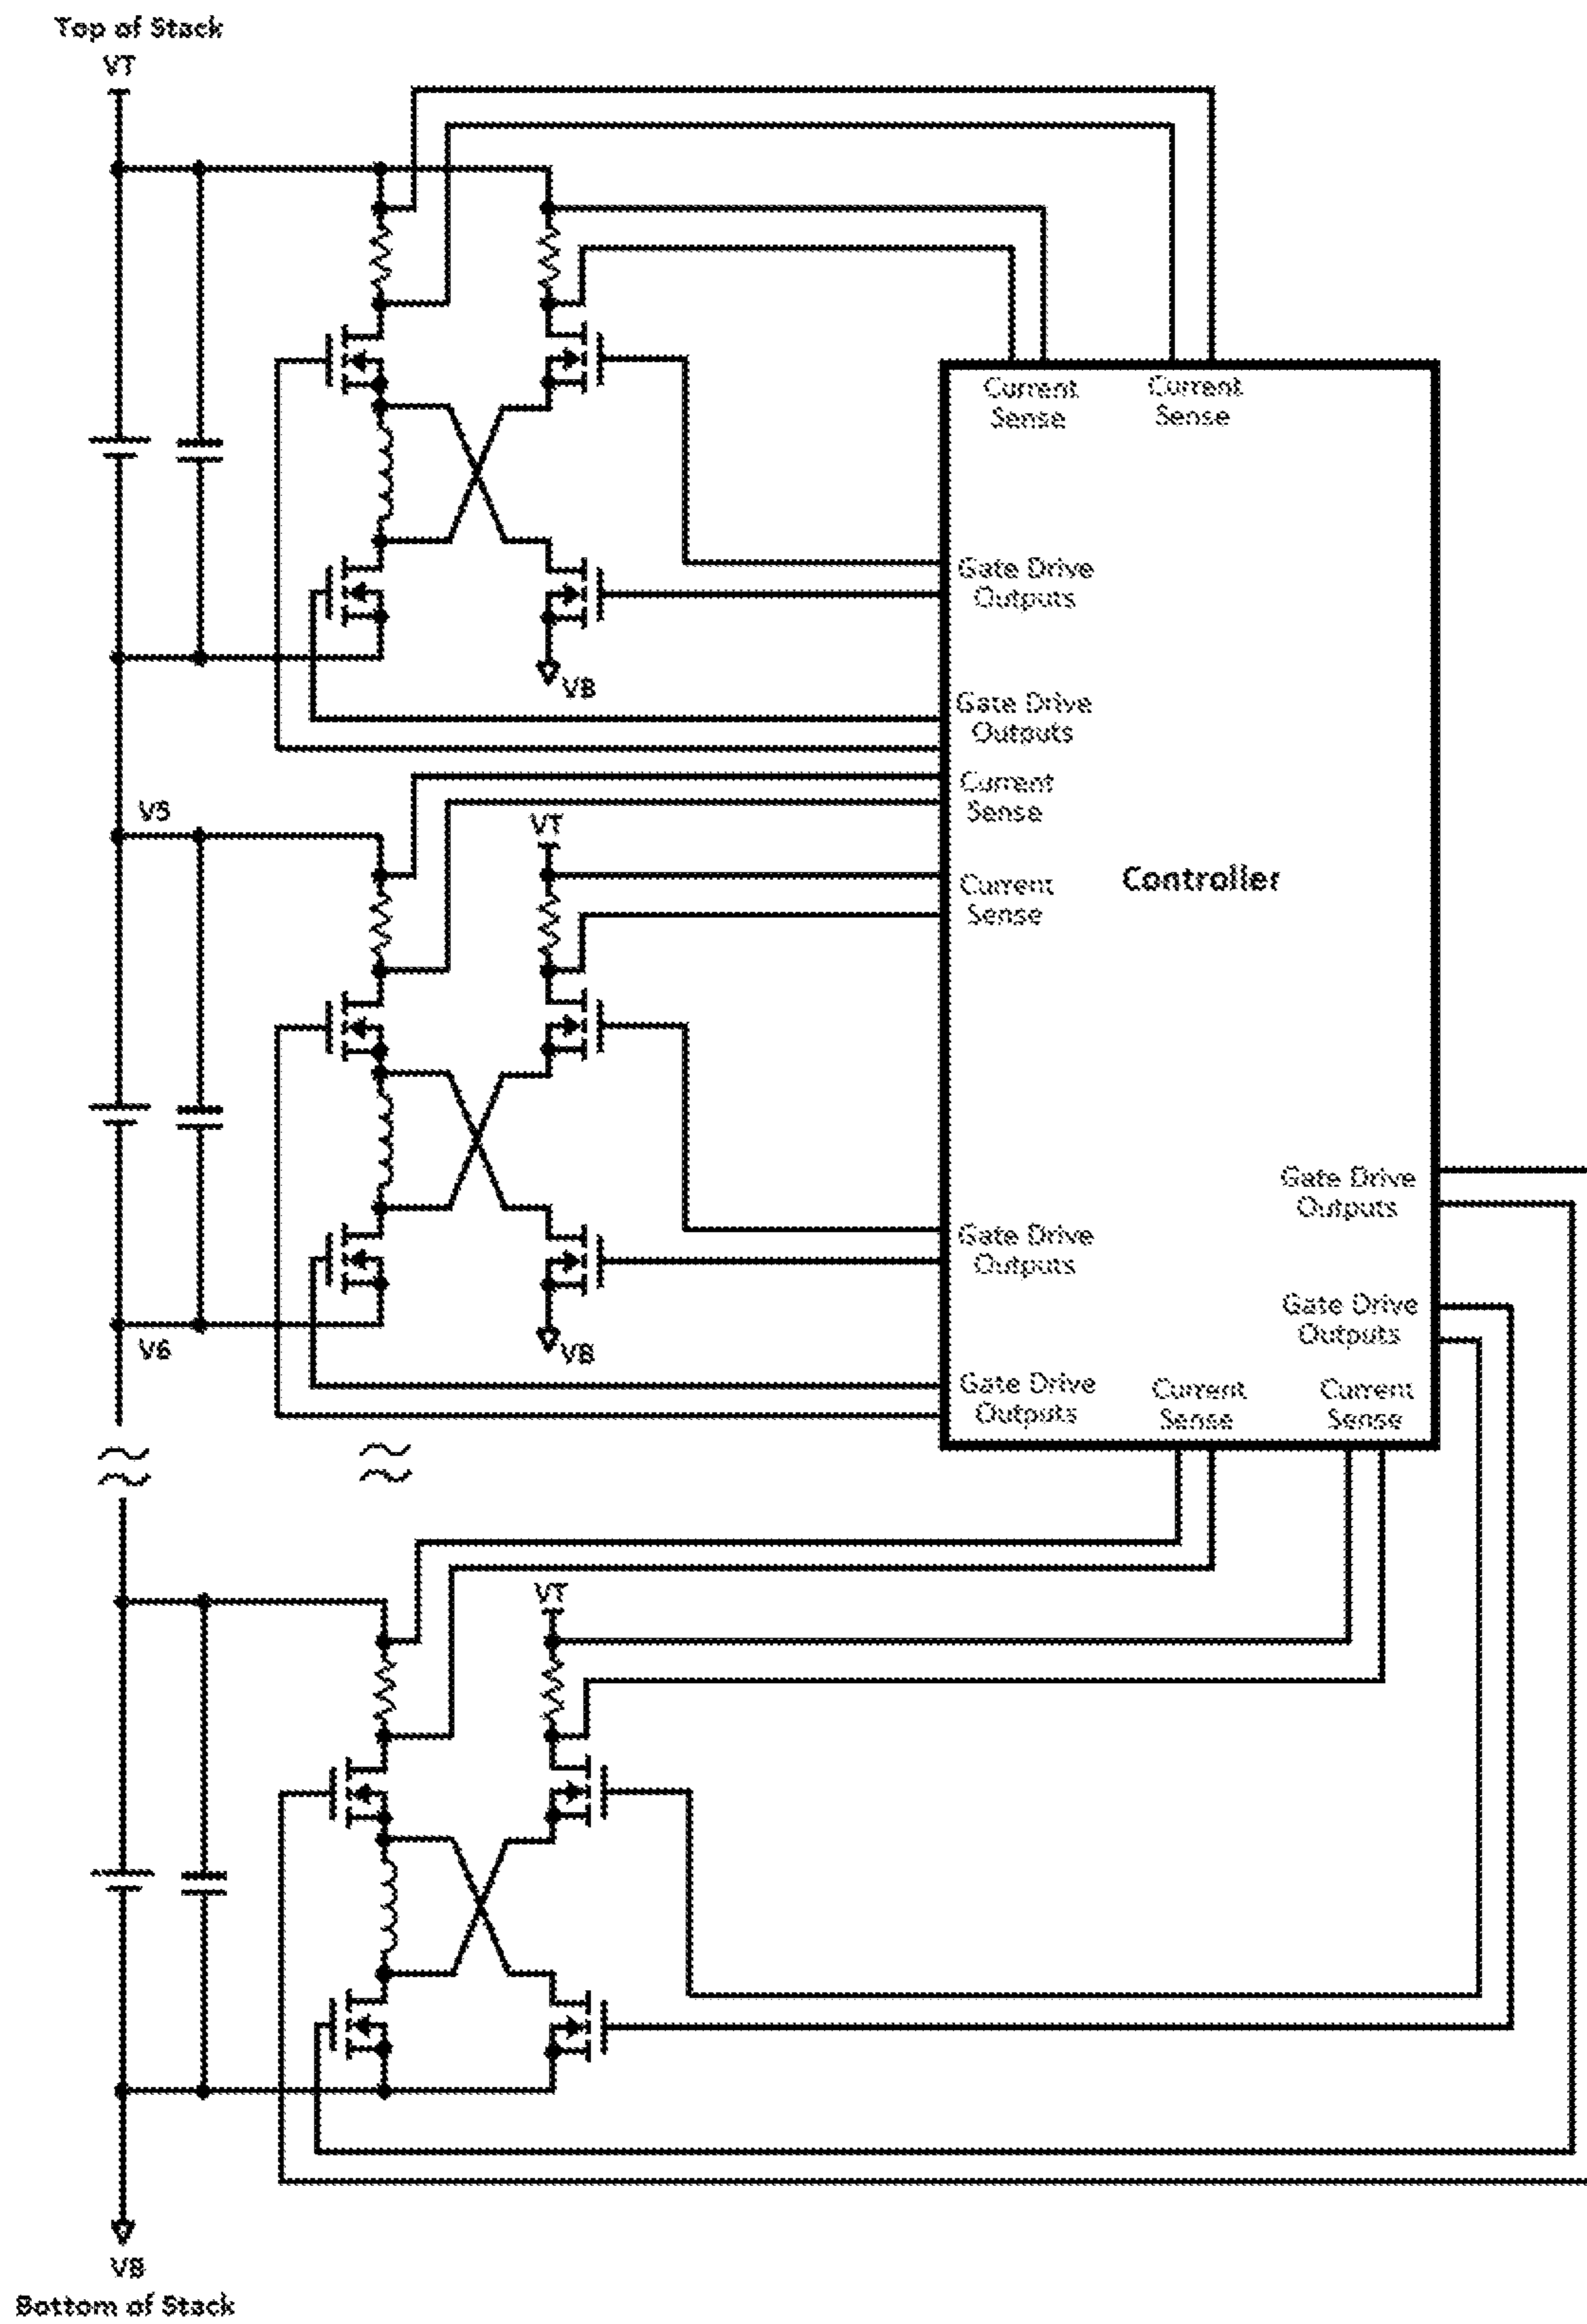 Top of Stack
VT
Current
Sense
Current
Sense
Gate Drive
Outputs
VB
Gate Drive
Outputs
Current
Sense
V5
VT
Current
Sense
Controller
Gate Drive
Outputs
Gate Drive
Outputs
Gate Drive
Outputs
V6
VB
Gate Drive
Outputs
Current
Sense
Current
Sense
VT
VB
Bottom of Stack